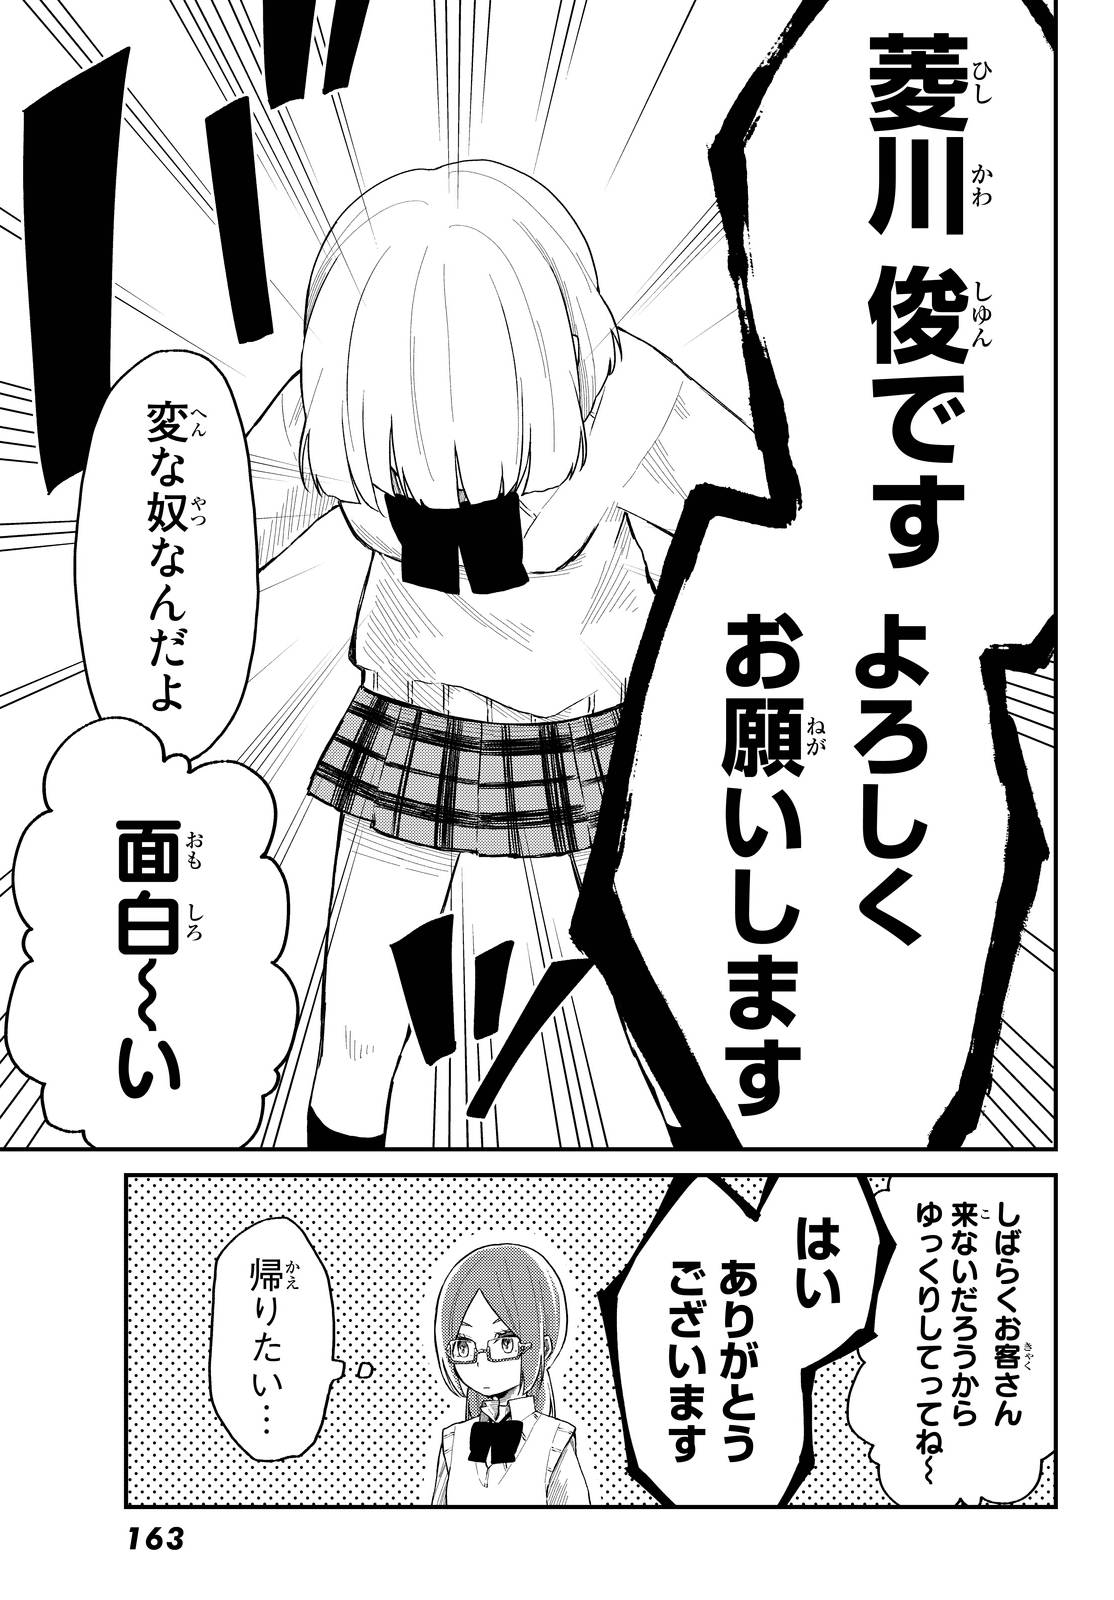 菱川 俊です よろしく
お願いします
変な奴なんだよ
面白～い
しばらくお客さん
来ないだろうから
ゆっくりしてってね～
はい
ありがとう
ございます
帰りたい…
163